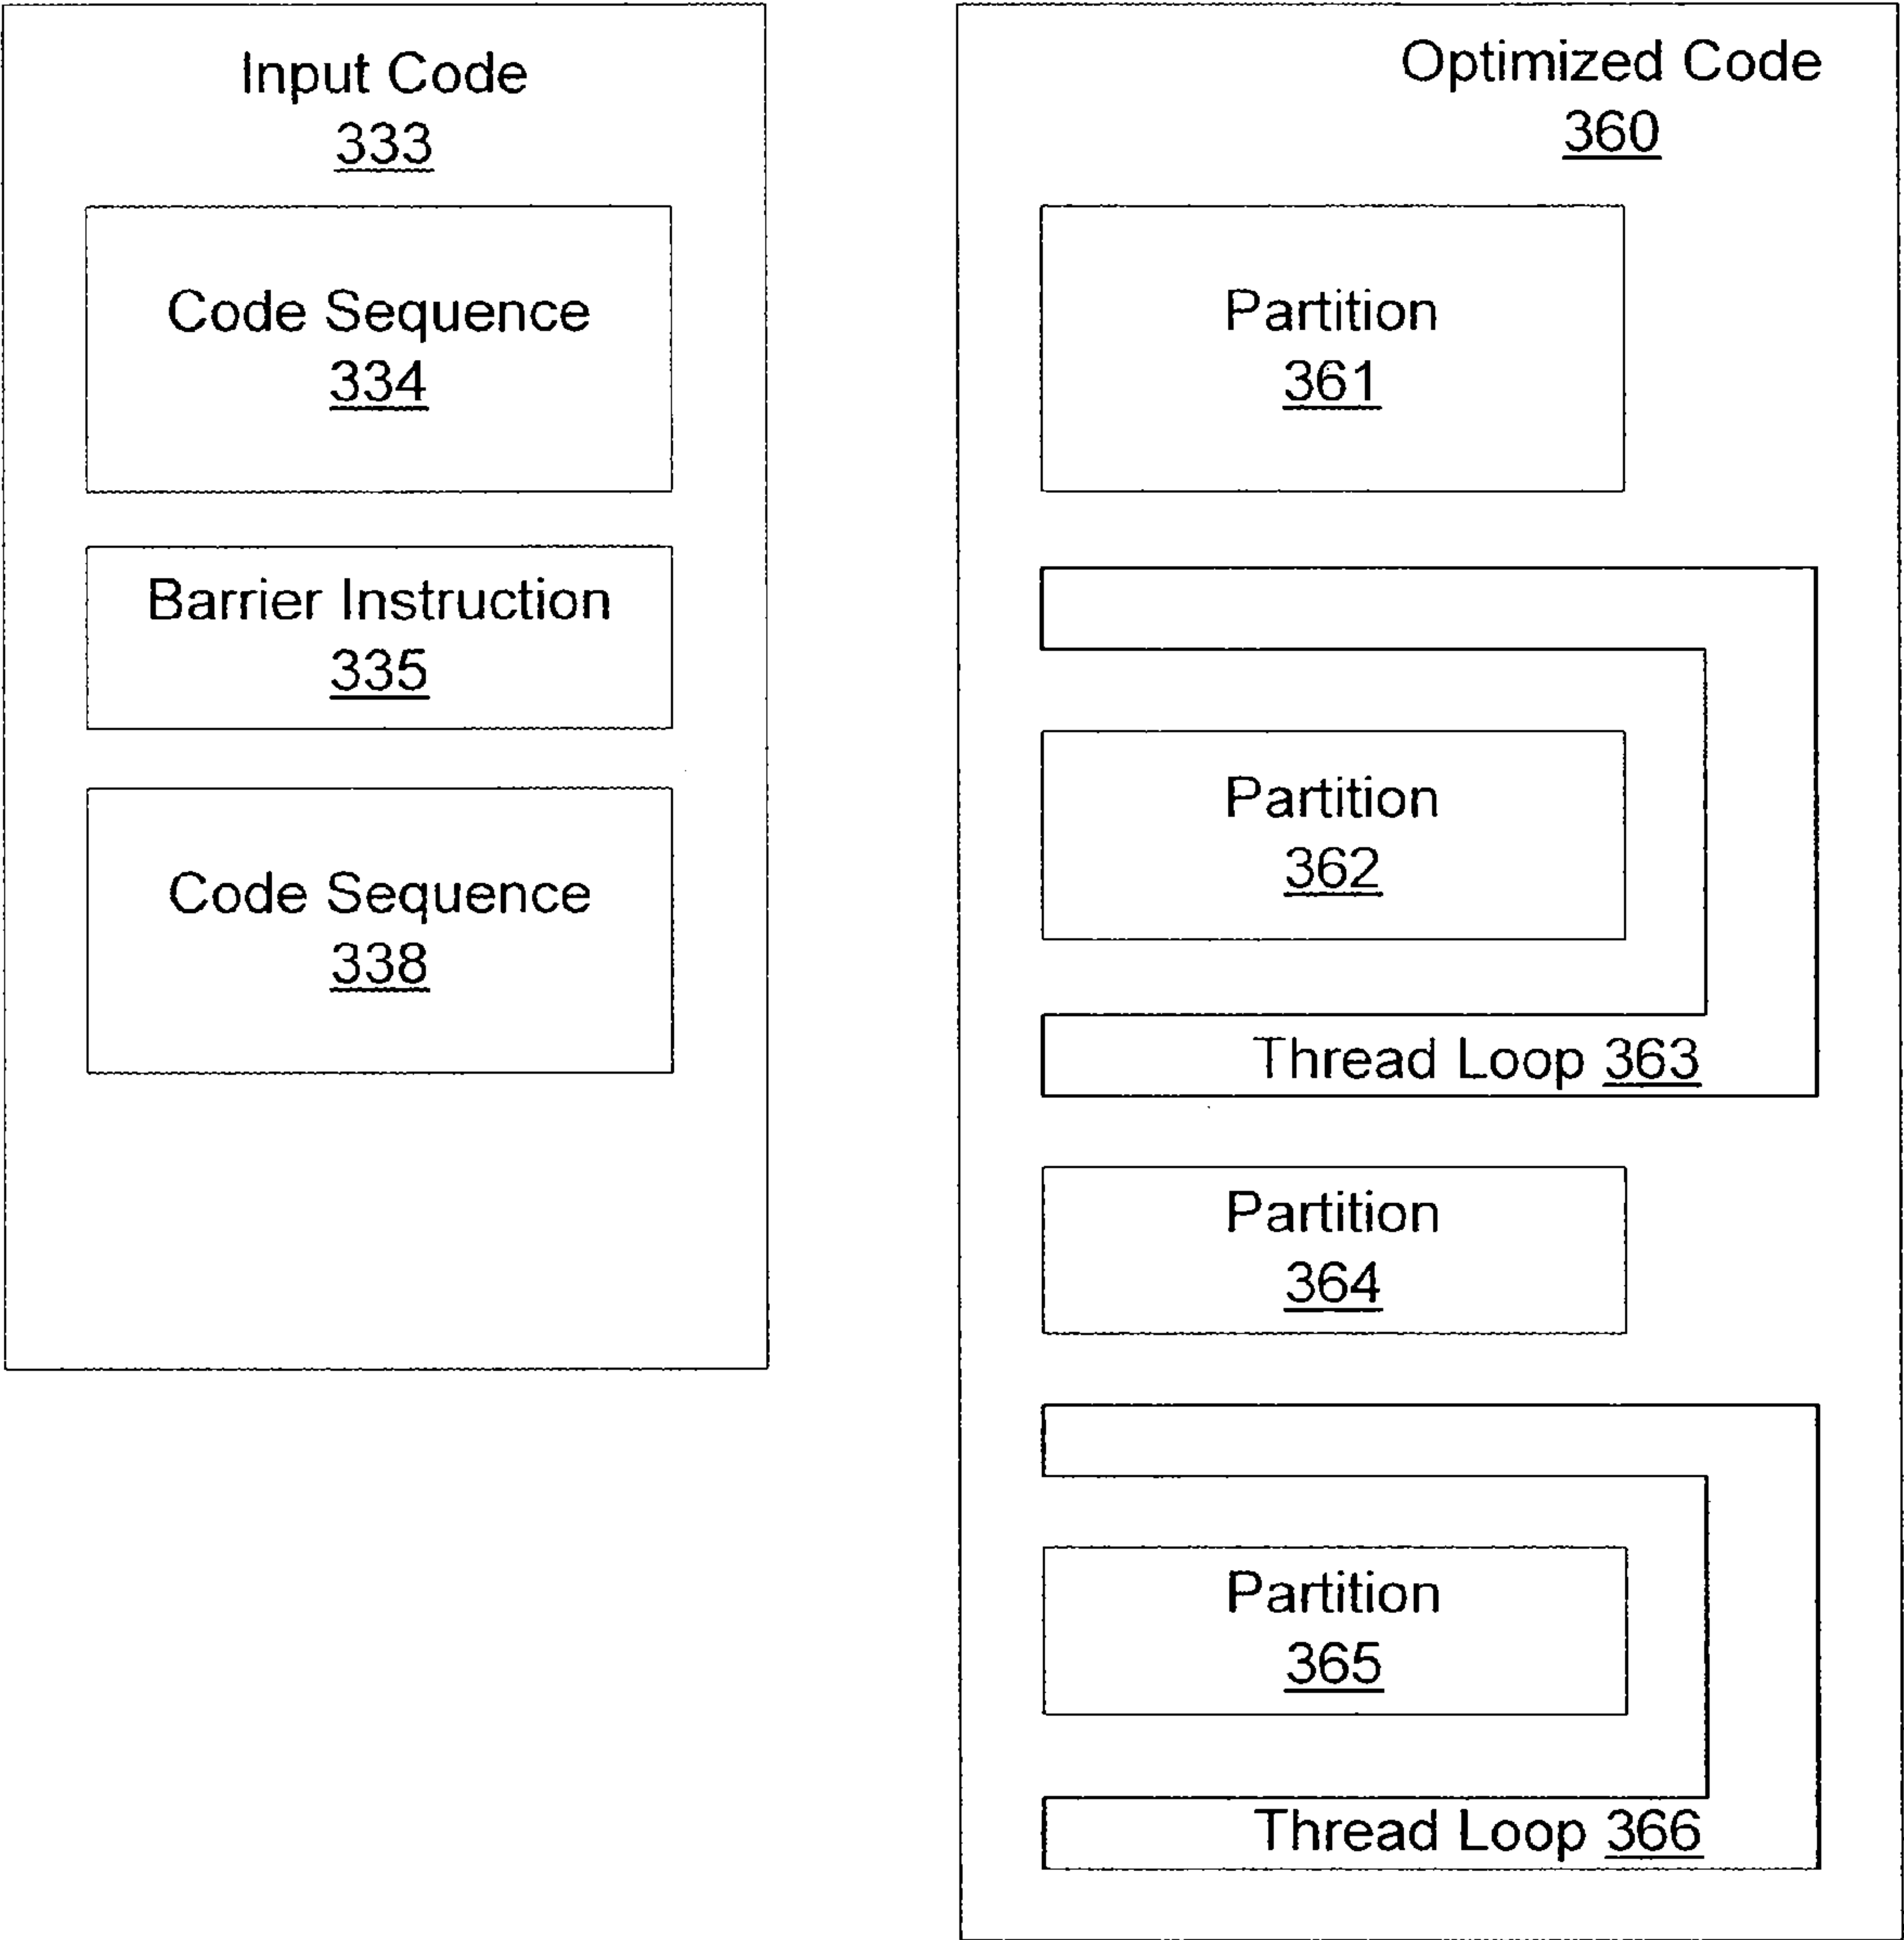 Input Code
333
Code Sequence
334
Barrier Instruction
335
Code Sequence
338
Optimized Code
360
Partition
361
Partition
362
Thread Loop 363
Partition
364
Partition
365
Thread Loop 366